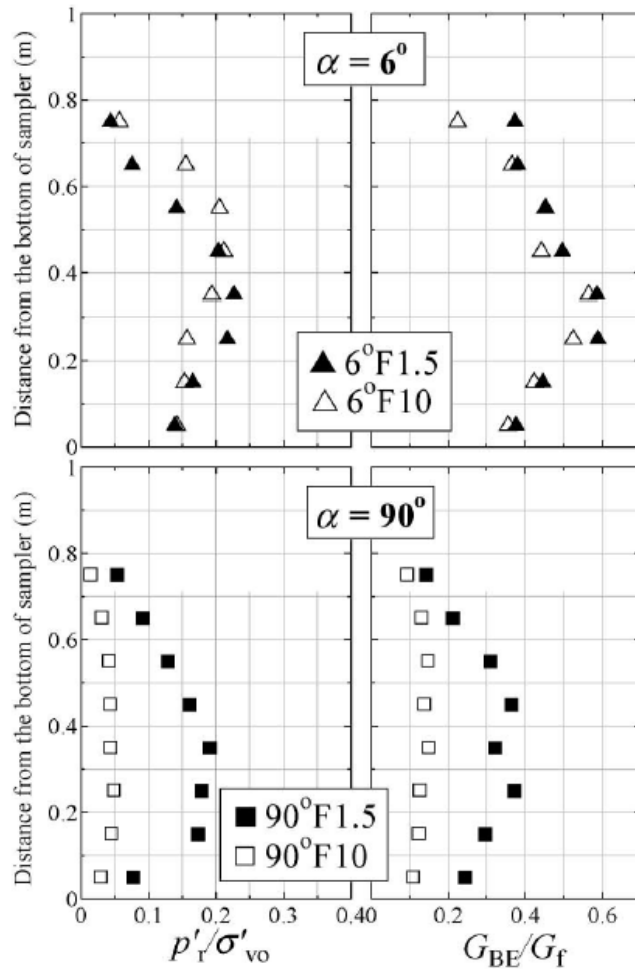 α = 6°
Distance from the bottom of sampler (m)
1
0.8
0.6
0.4
0.2
0
6°F1.5
6°F10
α = 90°
Distance from the bottom of sampler (m)
1
0.8
0.6
0.4
0.2
0
90°F1.5
90°F10
0 0.1 0.2 0.3 0.4 0.2 0.4 0.6
p'r/σ'vo GBE/Gf